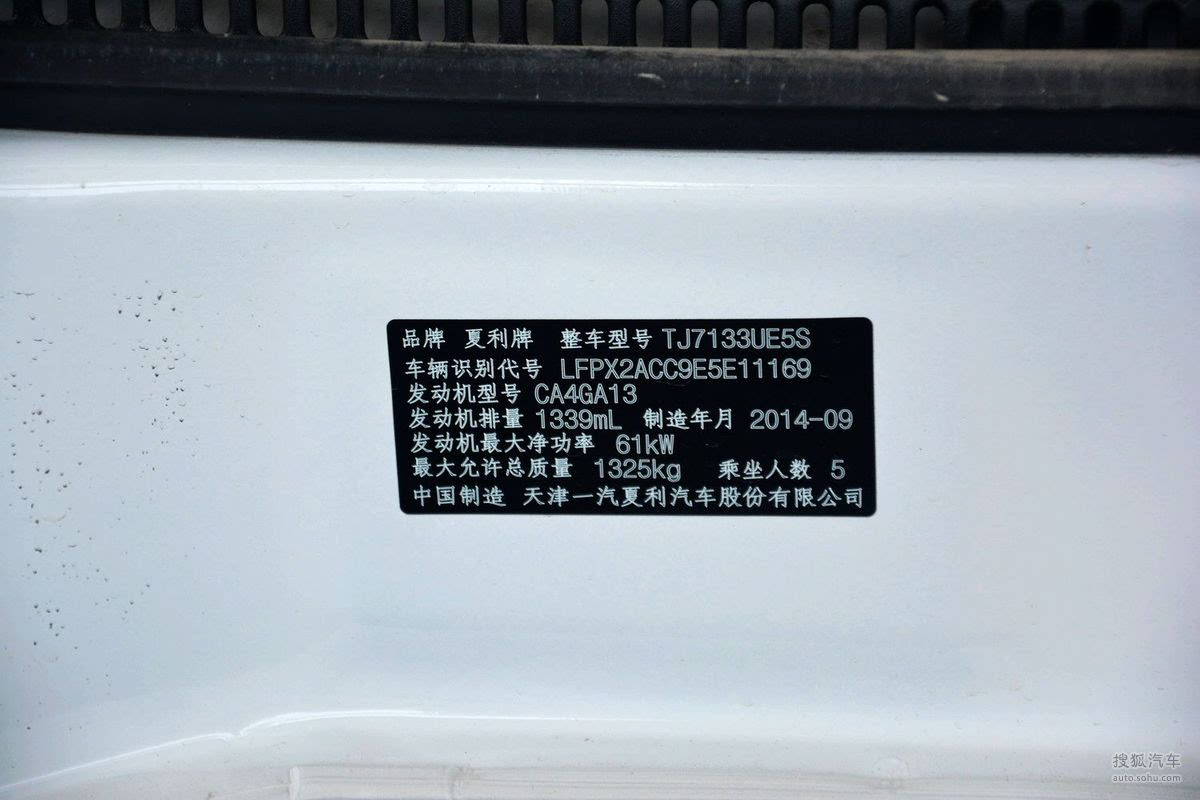 品牌 夏利牌 整车型号 TJ7133UE5S
车辆识别代号 LFPX2ACC9E5E11169
发动机型号 CA4GA13
发动机排量 1339mL 制造年月 2014-09
发动机最大净功率 61kW
最大允许总质量 1325kg 乘坐人数 5
中国制造 天津一汽夏利汽车股份有限公司
搜狐汽车
auto.sohu.com